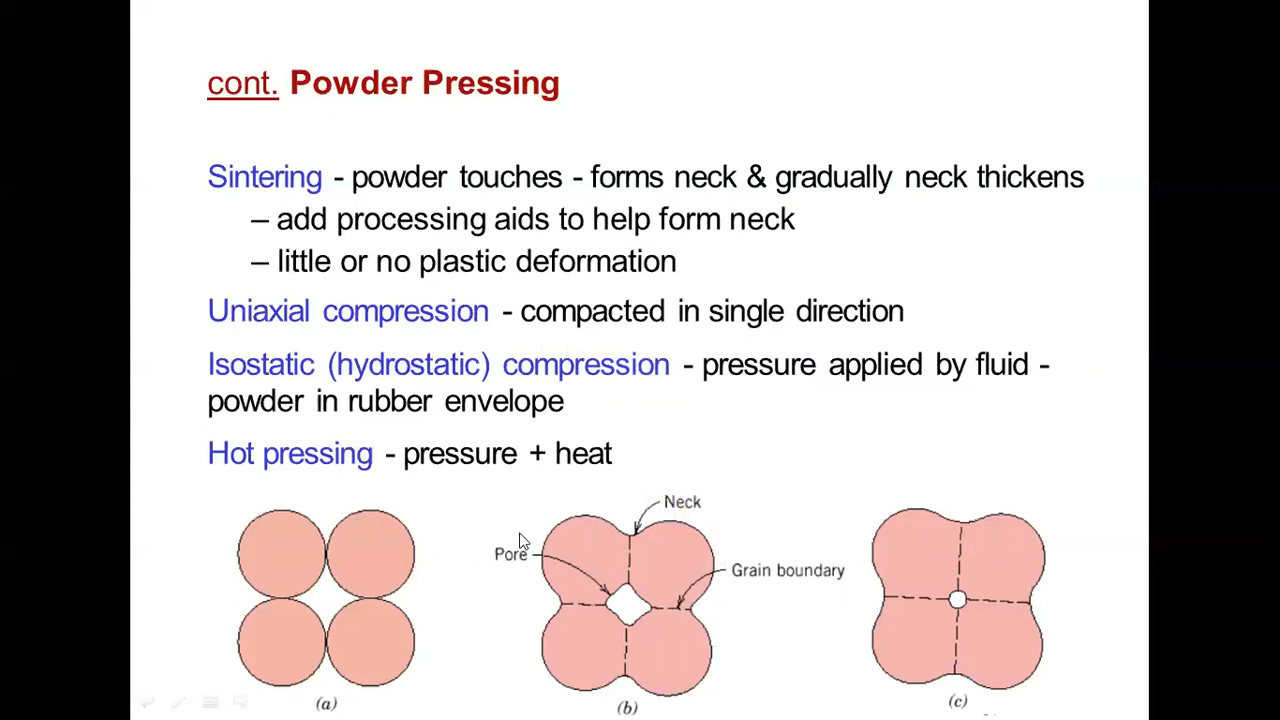 cont. Powder Pressing
Sintering - powder touches - forms neck & gradually neck thickens
– add processing aids to help form neck
– little or no plastic deformation
Uniaxial compression - compacted in single direction
Isostatic (hydrostatic) compression - pressure applied by fluid -
powder in rubber envelope
Hot pressing - pressure + heat
Neck
Pore
Grain boundary
(a)
(b)
(c)